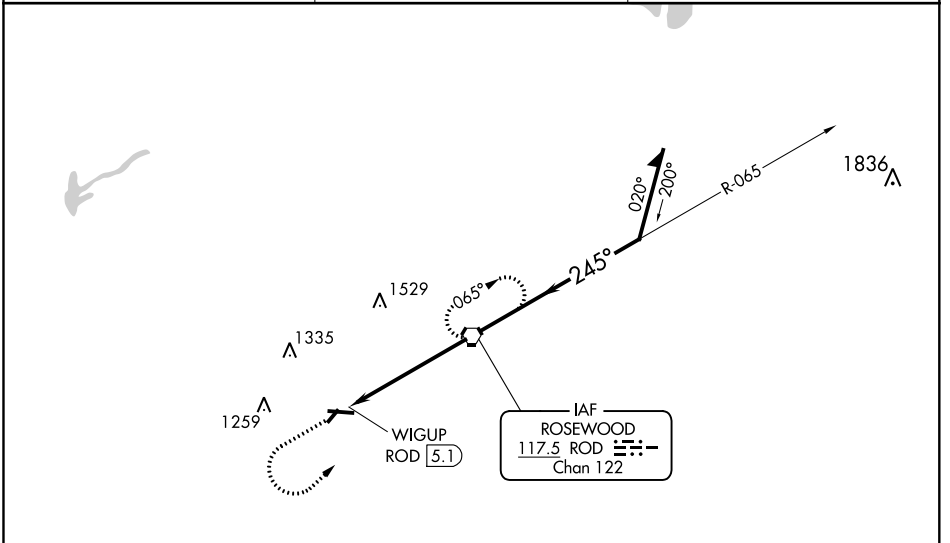 1836
R-065
020°
200°
245°
065°
1529
1335
1259
WIGUP
ROD 5.1
IAF
ROSEWOOD
117.5 ROD
Chan 122